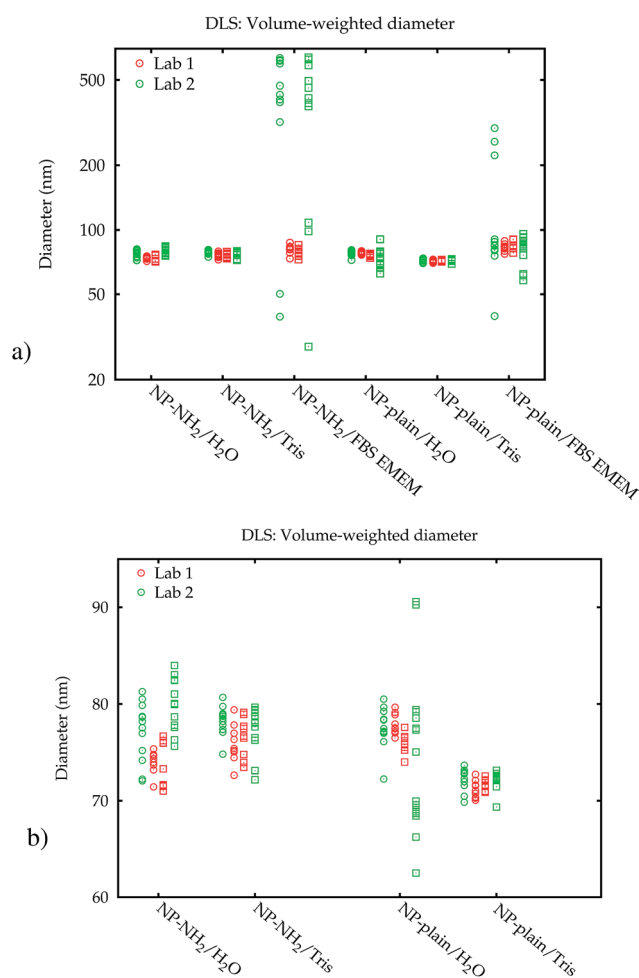 DLS: Volume-weighted diameter
Lab 1
Lab 2
500
200
100
50
20
Diameter (nm)
a)
NP-NH₂/H₂O
NP-NH₂/Tris
NP-NH₂/FBS EMEM
NP-plain/H₂O
NP-plain/Tris
NP-plain/FBS EMEM
DLS: Volume-weighted diameter
Lab 1
Lab 2
90
80
70
60
Diameter (nm)
b)
NP-NH₂/H₂O
NP-NH₂/Tris
NP-plain/H₂O
NP-plain/Tris